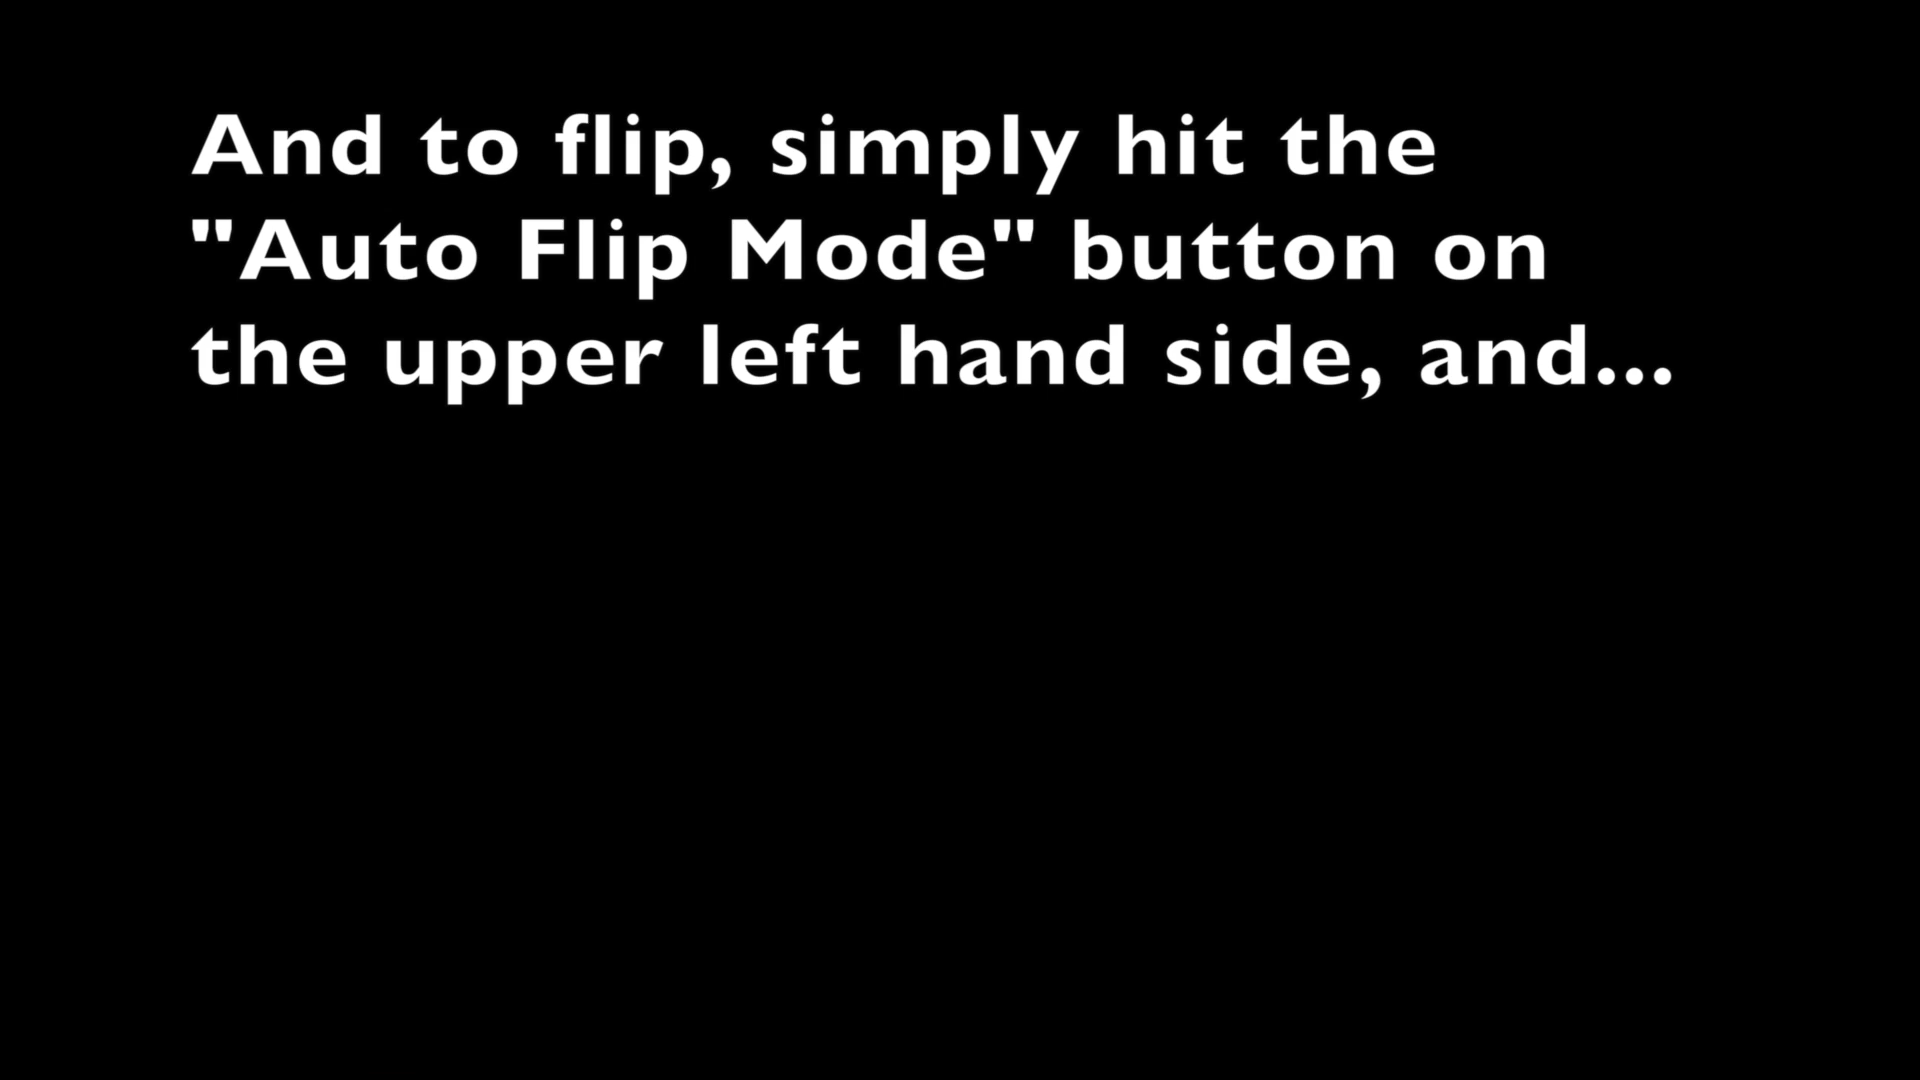 And to flip, simply hit the
"Auto Flip Mode" button on
the upper left hand side, and...